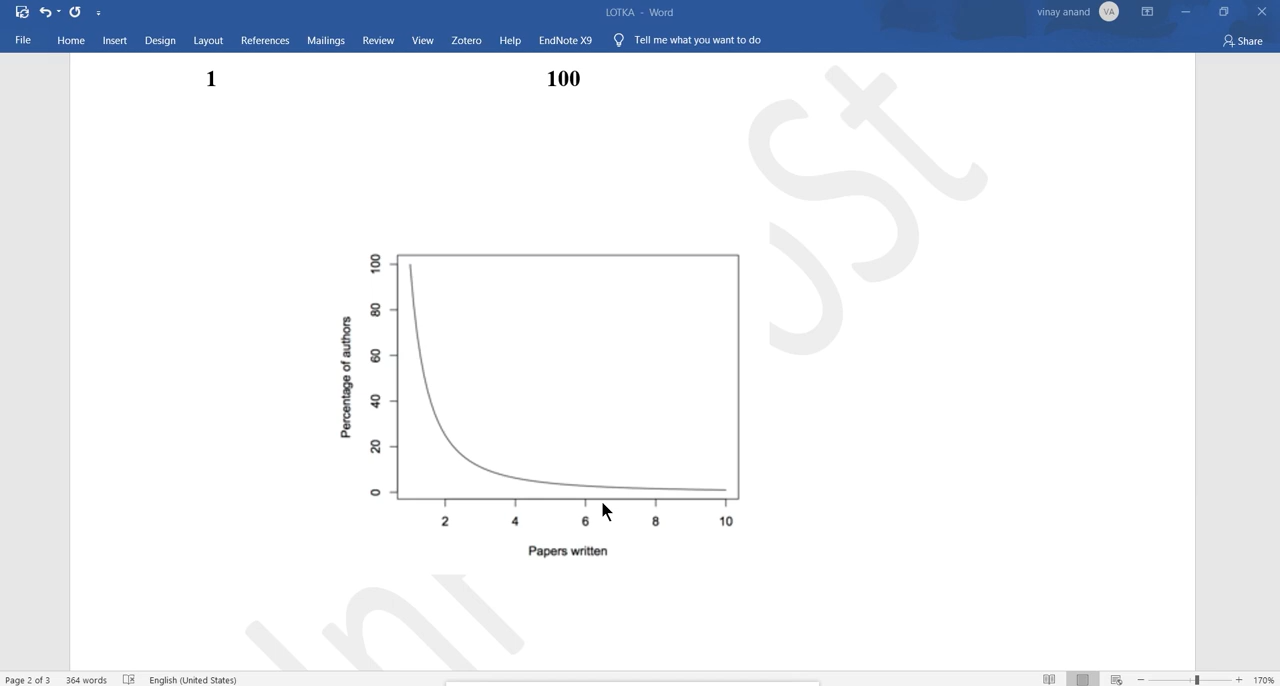 LOTKA - Word
vinay anand VA
File Home Insert Design Layout References Mailings Review View Zotero Help EndNote X9 Tell me what you want to do Share
1 100
100
80
60
40
20
0
Percentage of authors
2 4 6 8 10
Papers written
Page 2 of 3 364 words English (United States) 170%